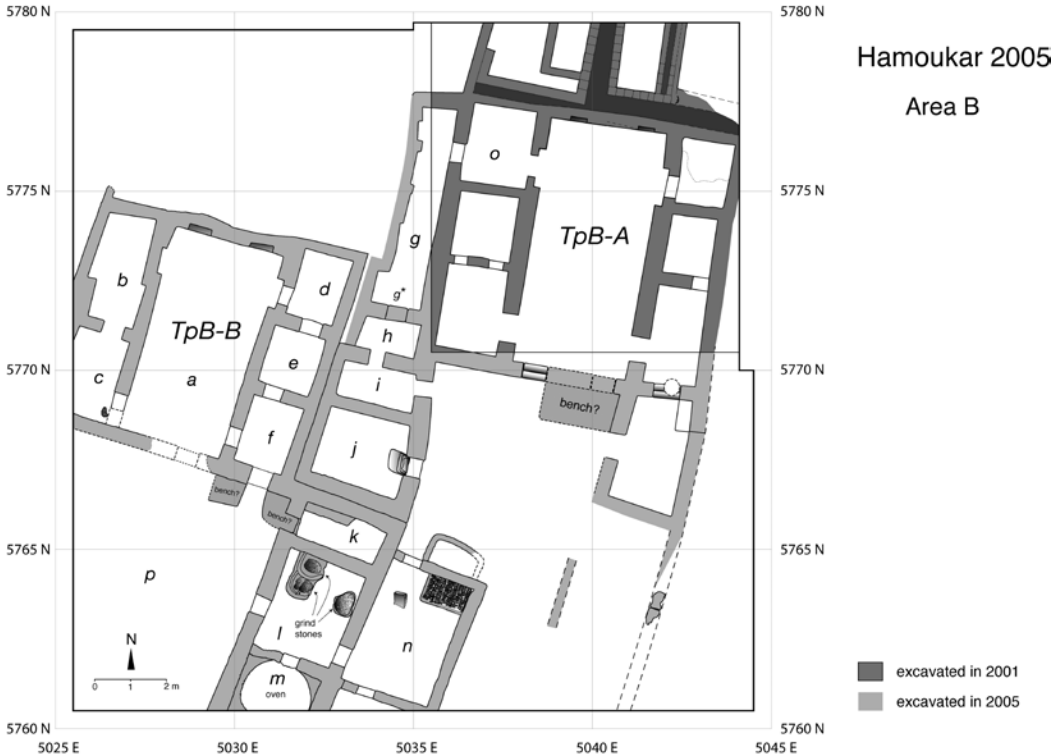 5780 N
5780 N
Hamoukar 2005
Area B
o
5775 N
5775 N
TpB-A
g
b
d
g*
h
TpB-B
e
5770 N
5770 N
c
a
i
bench?
f
j
bench?
bench?
k
5765 N
5765 N
p
grind
stones
l
n
N
m
oven
0 1 2 m
excavated in 2001
excavated in 2005
5760 N
5760 N
5025 E
5030 E
5035 E
5040 E
5045 E